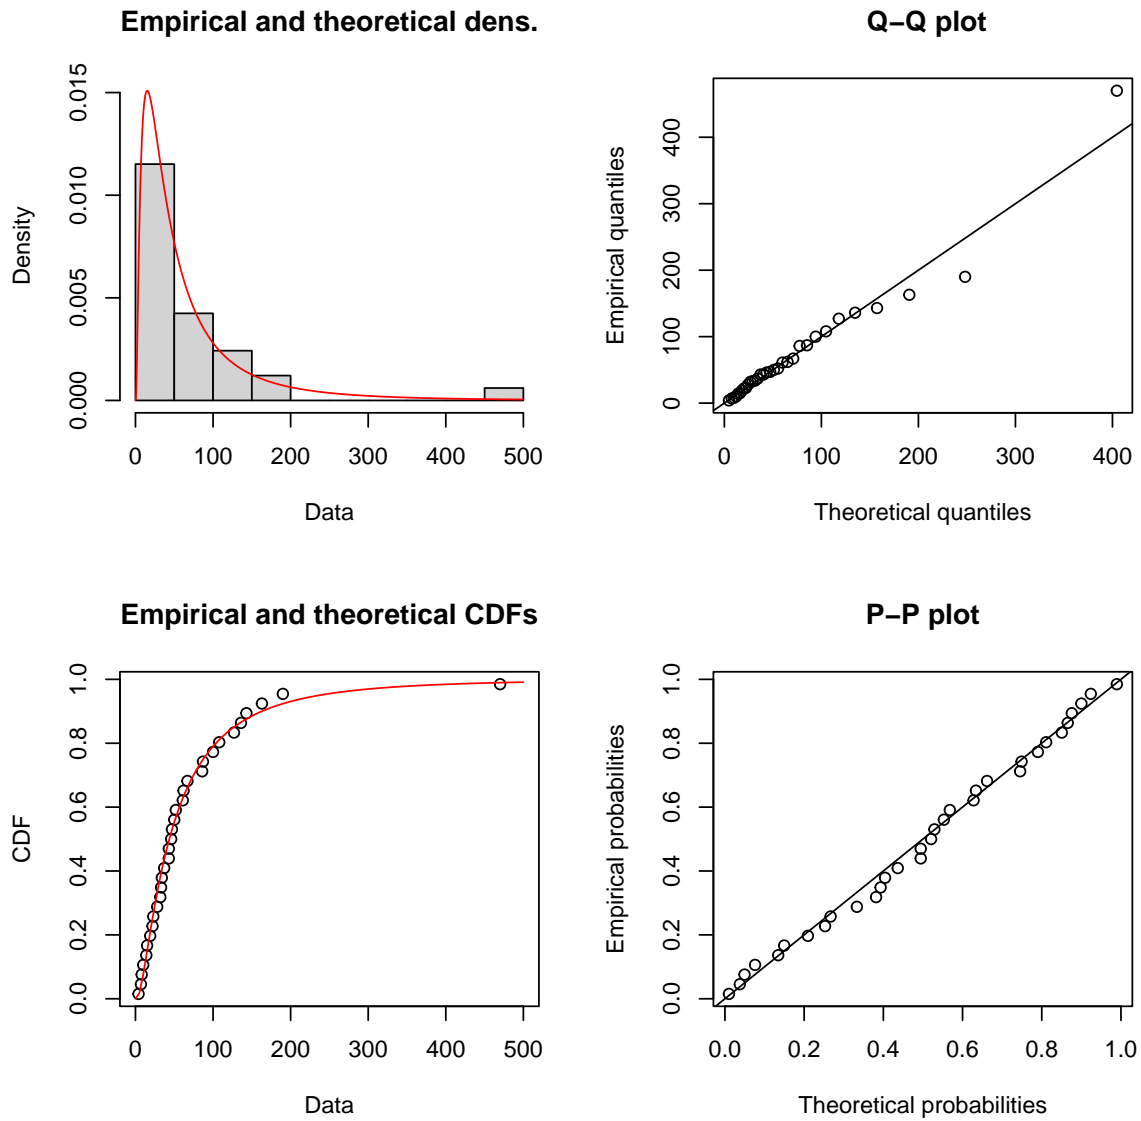 Empirical and theoretical dens.
Density
0.000 0.005 0.010 0.015
0 100 200 300 400 500
Data
Q−Q plot
Empirical quantiles
0 100 200 300 400
0 100 200 300 400
Theoretical quantiles
Empirical and theoretical CDFs
CDF
0.0 0.2 0.4 0.6 0.8 1.0
0 100 200 300 400 500
Data
P−P plot
Empirical probabilities
0.0 0.2 0.4 0.6 0.8 1.0
0.0 0.2 0.4 0.6 0.8 1.0
Theoretical probabilities